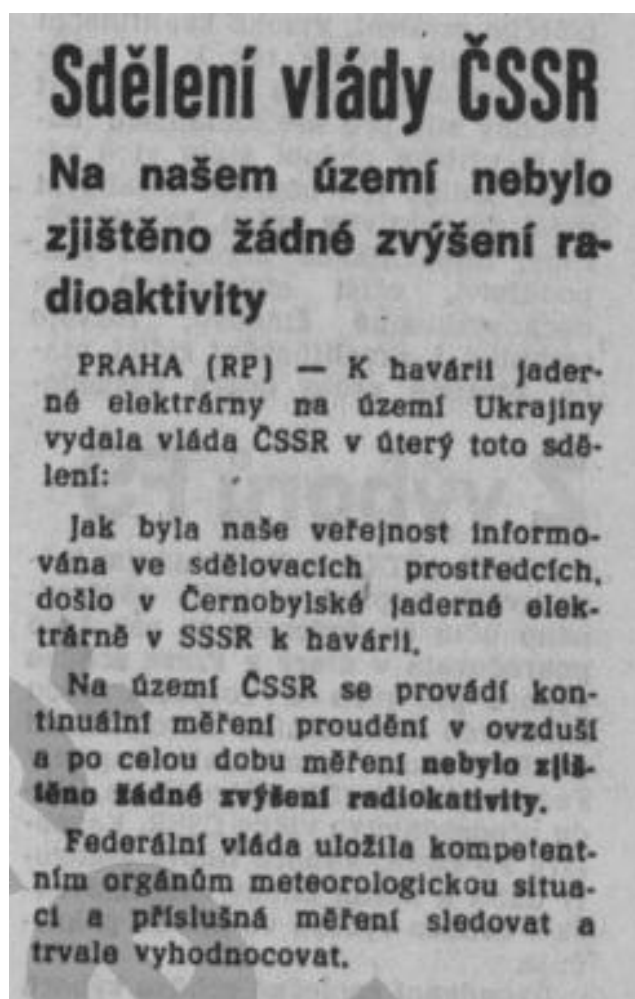 Sdělení vlády ČSSR
Na našem území nebylo
zjištěno žádné zvýšení ra-
dioaktivity
PRAHA (RP) — K havárii jader-
né elektrárny na území Ukrajiny
vydala vláda ČSSR v úterý toto sdě-
lení:
Jak byla naše veřejnost informo-
vána ve sdělovacích prostředcích,
došlo v Černobylské jaderné elek-
trárně v SSSR k havárii.
Na území ČSSR se provádí kon-
tinuální měření proudění v ovzduší
a po celou dobu měření nebylo zjiš-
těno žádné zvýšení radiokativity.
Federální vláda uložila kompetent-
ním orgánům meteorologickou situa-
ci a příslušná měření sledovat a
trvale vyhodnocovat.